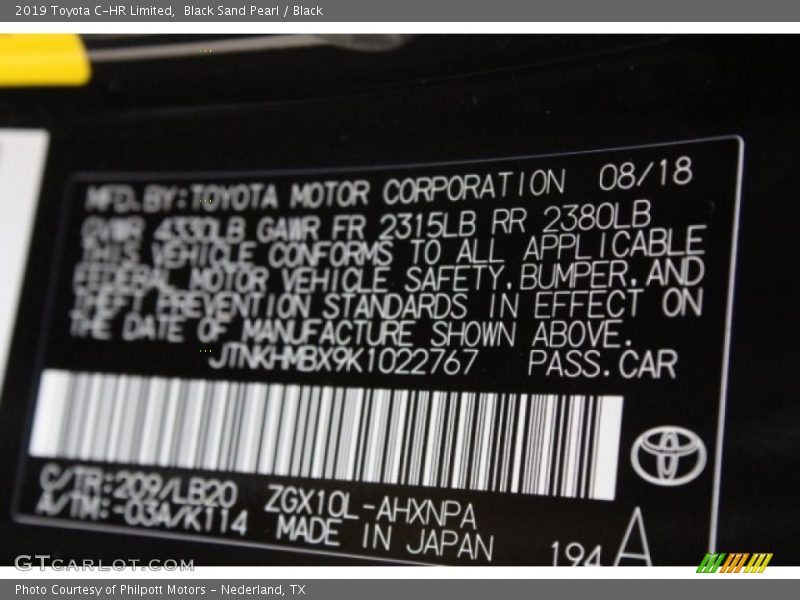 2019 Toyota C-HR Limited,  Black Sand Pearl / Black
MFD.BY:TOYOTA MOTOR CORPORATION 08/18
GVWR 4330LB GAWR FR 2315LB RR 2380LB
THIS VEHICLE CONFORMS TO ALL APPLICABLE
FEDERAL MOTOR VEHICLE SAFETY,BUMPER,AND
THEFT PREVENTION STANDARDS IN EFFECT ON
THE DATE OF MANUFACTURE SHOWN ABOVE.
JTNKHMBX9K1022767 PASS.CAR
C/TR:209/LB20 ZGX10L-AHXNPA
A/TM:-03A/K114 MADE IN JAPAN 194 A
GTCARLOT.COM
Photo Courtesy of Philpott Motors - Nederland, TX